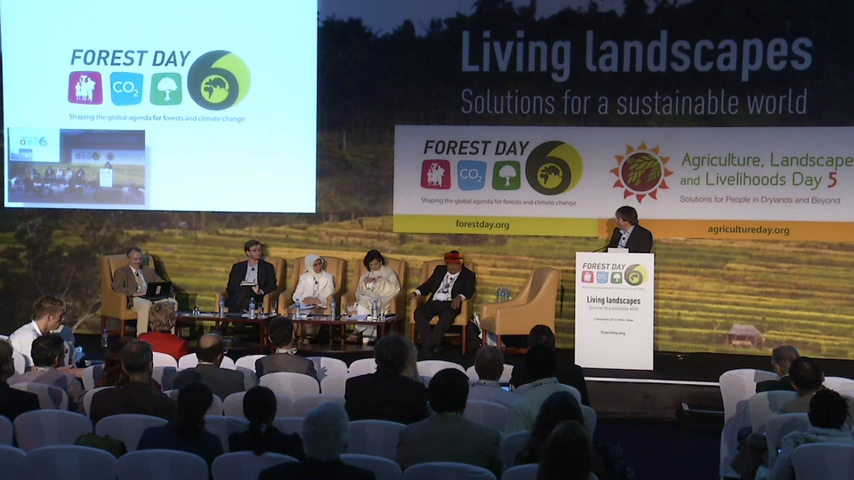 FOREST DAY 6
CO2
Shaping the global agenda for forests and climate change
Living landscapes
Solutions for a sustainable world
FOREST DAY 6
CO2
Shaping the global agenda for forests and climate change
forestday.org
Agriculture, Landscape
and Livelihoods Day 5
Solutions for People in Drylands and Beyond
agricultureday.org
FOREST DAY 6
Living landscapes
Solutions for a sustainable world
forestday.org